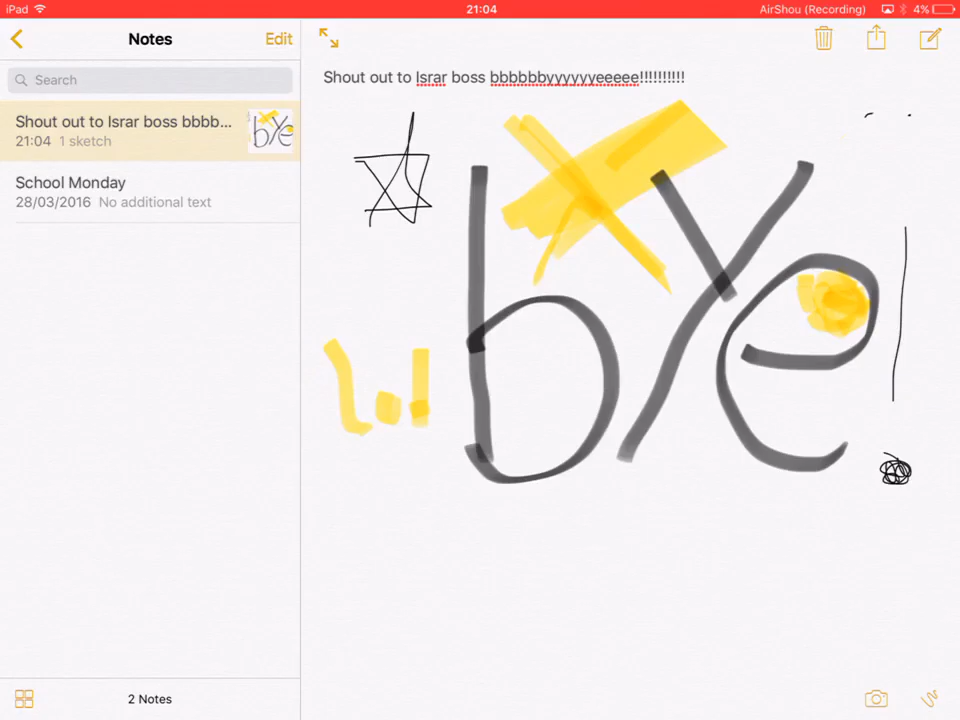 iPad 21:04 AirShou (Recording) 4%
Notes Edit
Search
Shout out to Israr boss bbbb...
21:04 1 sketch
School Monday
28/03/2016 No additional text
2 Notes
Shout out to Israr boss bbbbbbyyyyyyeeeee!!!!!!!!!!
bYe!